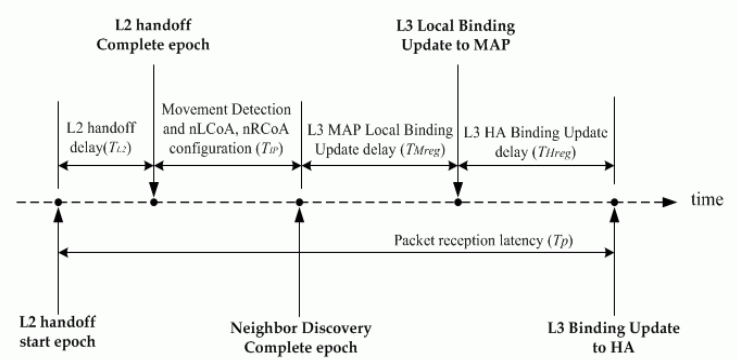 L2 handoff
Complete epoch
L3 Local Binding
Update to MAP
L2 handoff
delay(TL2)
Movement Detection
and nLCoA, nRCoA
configuration (TIP)
L3 MAP Local Binding
Update delay (TMreg)
L3 HA Binding Update
delay (THreg)
time
Packet reception latency (Tp)
L2 handoff
start epoch
Neighbor Discovery
Complete epoch
L3 Binding Update
to HA